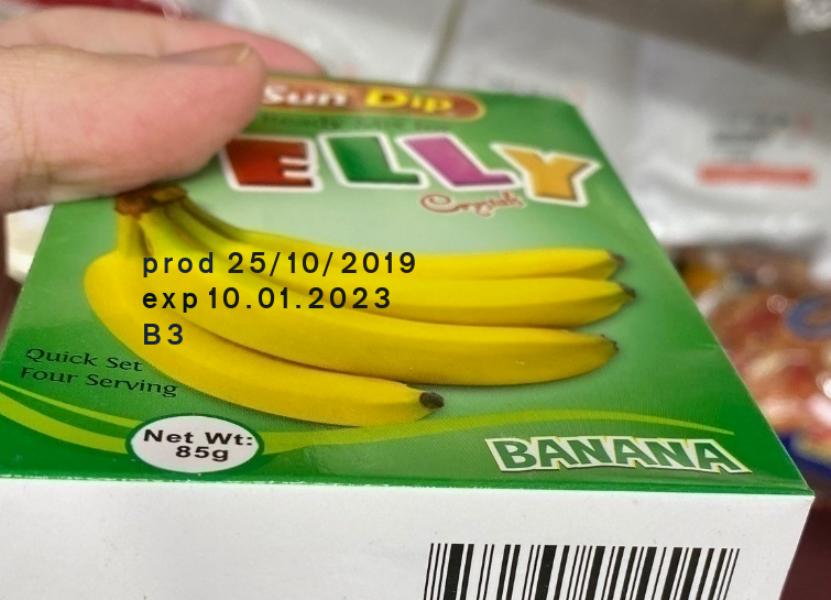 Sun Dip
ELLY
Crystals
prod 25/10/2019
exp 10.01.2023
B3
Quick Set
Four Serving
Net Wt:
85g
BANANA